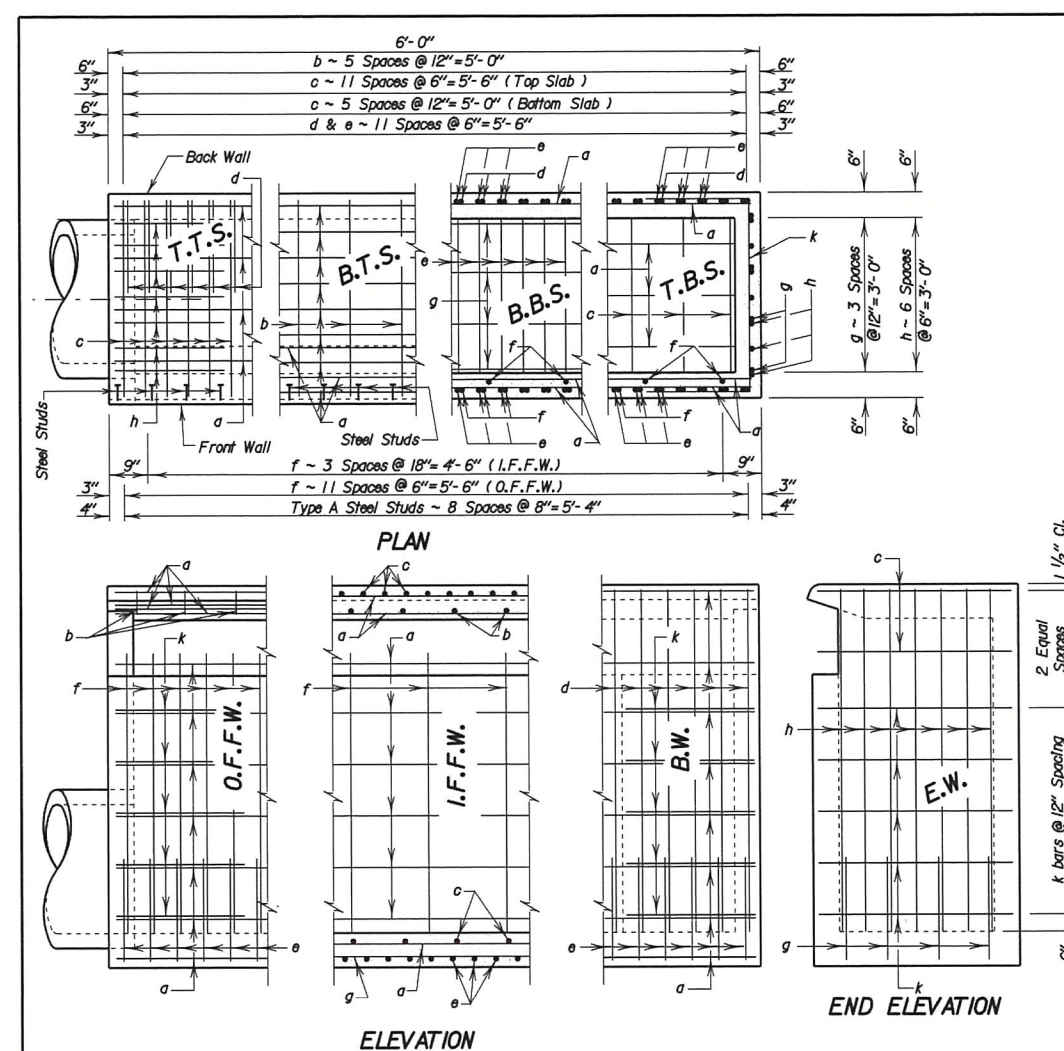 6'-0"
b ~ 5 Spaces @ 12"=5'-0"
6" 6"
c ~ 11 Spaces @ 6"=5'-6" ( Top Slab )
3" 3"
c ~ 5 Spaces @ 12"=5'-0" ( Bottom Slab )
6" 6"
d & e ~ 11 Spaces @ 6"=5'-6"
3" 3"
Back Wall
d
e
d
a
e
d
6" 6"
T.T.S.
B.T.S.
B.B.S.
T.B.S.
a
k
e
g
a
b
c
c
f
f
g
h
g ~ 3 Spaces
@12"=3'-0"
h ~ 6 Spaces
@ 6"=3'-0"
Steel Studs
h
a
Front Wall
a
Steel Studs
f
e
a
f
e
a
6" 6"
9" 9"
f ~ 3 Spaces @ 18"=4'-6" ( I.F.F.W. )
f ~ 11 Spaces @ 6"=5'-6" ( O.F.F.W. )
3" 3"
Type A Steel Studs ~ 8 Spaces @ 8"=5'-4"
4" 4"
PLAN
a
c
c
1 1/2" Cl.
b
k
a
a
b
k
2 Equal
Spaces
f
f
d
h
O.F.F.W.
I.F.F.W.
B.W.
E.W.
k bars @ 12" Spacing
c
e
e
g
a
g
a
e
a
k
ELEVATION
END ELEVATION